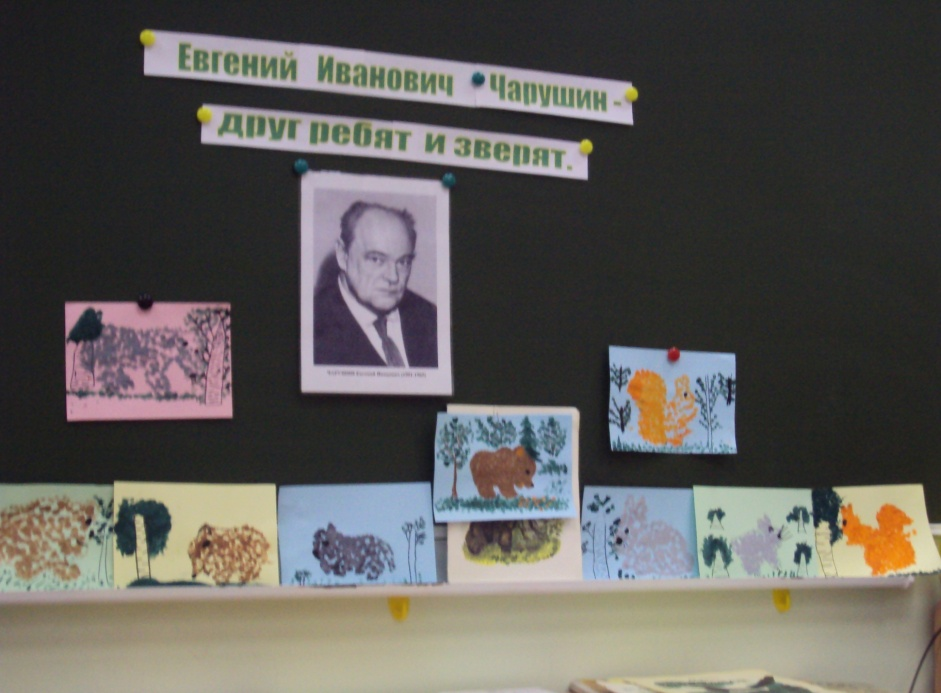 Евгений Иванович Чарушин -
друг ребят и зверят.